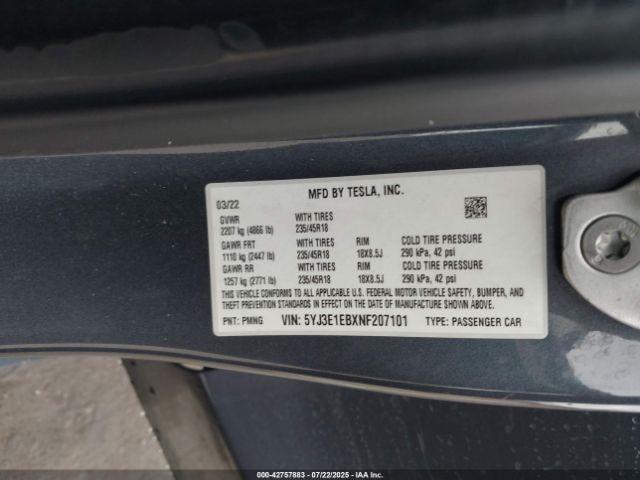 MFD BY TESLA, INC.
03/22
GVWR WITH TIRES
2207 kg (4866 lb) 235/45R18
GAWR FRT WITH TIRES RIM COLD TIRE PRESSURE
1110 kg (2447 lb) 235/45R18 18X8.5J 290 kPa, 42 psi
GAWR RR WITH TIRES RIM COLD TIRE PRESSURE
1257 kg (2771 lb) 235/45R18 18X8.5J 290 kPa, 42 psi
THIS VEHICLE CONFORMS TO ALL APPLICABLE U.S. FEDERAL MOTOR VEHICLE SAFETY, BUMPER, AND
THEFT PREVENTION STANDARDS IN EFFECT ON THE DATE OF MANUFACTURE SHOWN ABOVE.
PNT: PMNG VIN: 5YJ3E1EBXNF207101 TYPE: PASSENGER CAR
000-42757883 - 07/22/2025 - IAA Inc.